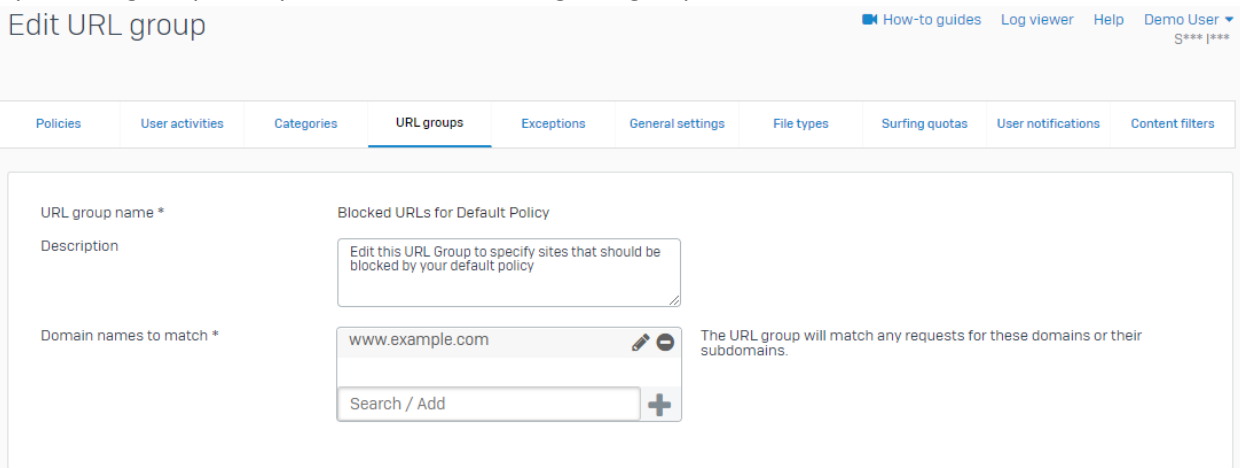 Edit URL group
How-to guides Log viewer Help Demo User
S*** I***
Policies User activities Categories URL groups Exceptions General settings File types Surfing quotas User notifications Content filters
URL group name * Blocked URLs for Default Policy
Description
Edit this URL Group to specify sites that should be
blocked by your default policy
Domain names to match *
www.example.com
The URL group will match any requests for these domains or their
subdomains.
Search / Add